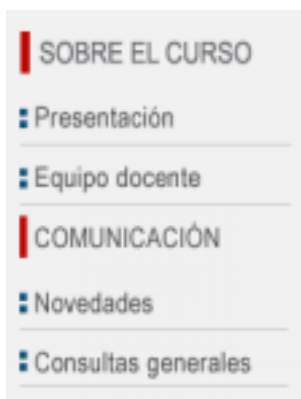 SOBRE EL CURSO
Presentación
Equipo docente
COMUNICACIÓN
Novedades
Consultas generales